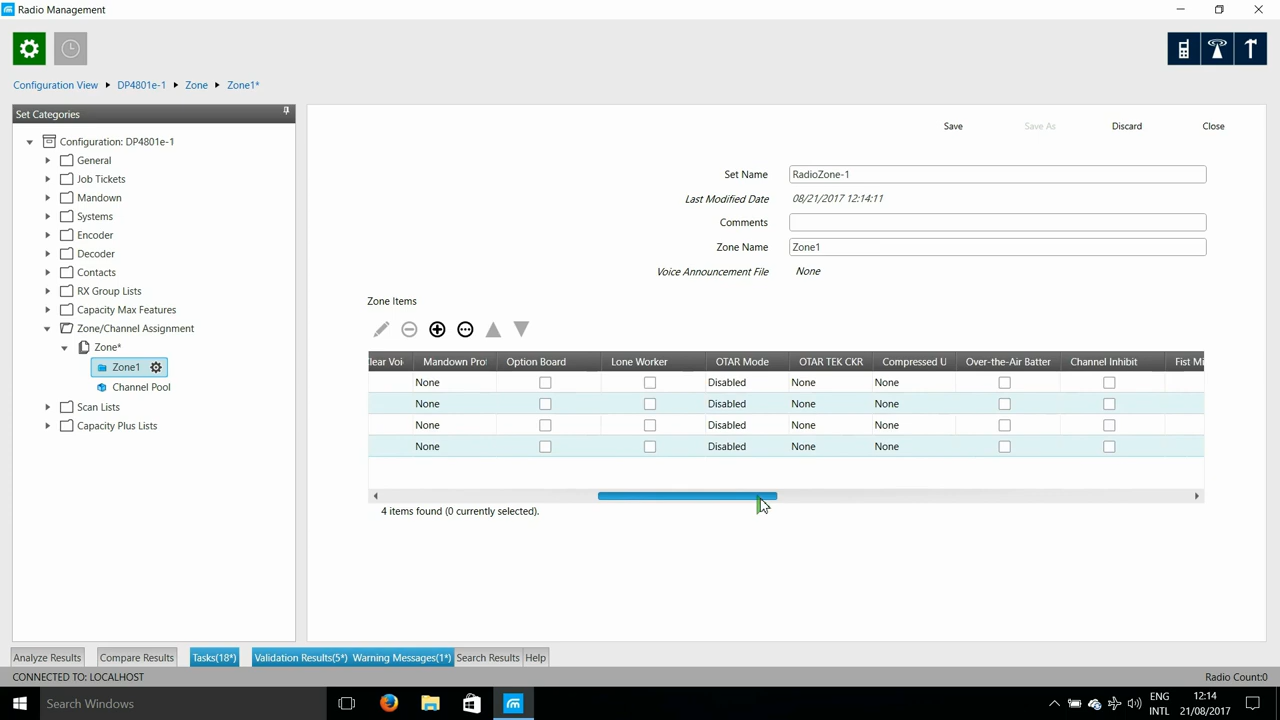 Radio Management
Configuration View DP4801e-1 Zone Zone1*
Set Categories
Configuration: DP4801e-1
General
Job Tickets
Mandown
Systems
Encoder
Decoder
Contacts
RX Group Lists
Capacity Max Features
Zone/Channel Assignment
Zone*
Zone1
Channel Pool
Scan Lists
Capacity Plus Lists
Save Save As Discard Close
Set Name RadioZone-1
Last Modified Date 08/21/2017 12:14:11
Comments
Zone Name Zone1
Voice Announcement File None
Zone Items
lear Voi Mandown Pro Option Board Lone Worker OTAR Mode OTAR TEK CKR Compressed U Over-the-Air Batter Channel Inhibit Fist Mi
None Disabled None None
None Disabled None None
None Disabled None None
None Disabled None None
4 items found (0 currently selected).
Analyze Results Compare Results Tasks(18*) Validation Results(5*) Warning Messages(1*) Search Results Help
CONNECTED TO: LOCALHOST Radio Count:0
Search Windows
ENG 12:14
INTL 21/08/2017